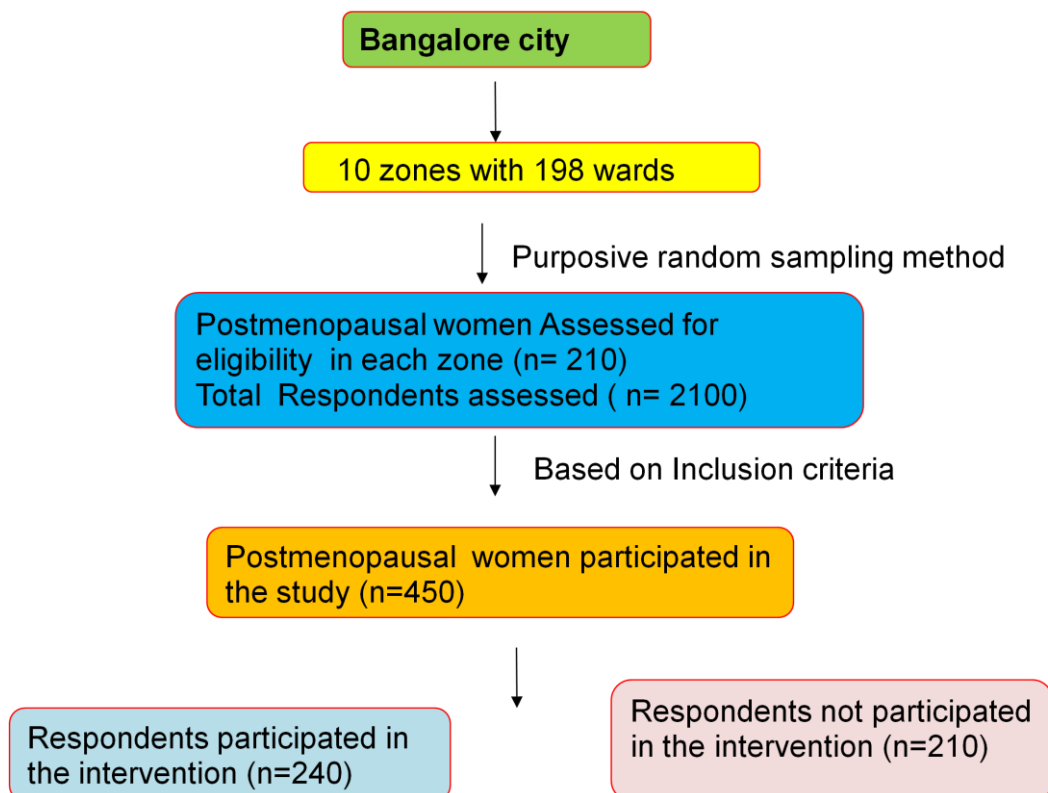 Bangalore city
10 zones with 198 wards
Purposive random sampling method
Postmenopausal women Assessed for
eligibility in each zone (n= 210)
Total Respondents assessed ( n= 2100)
Based on Inclusion criteria
Postmenopausal women participated in
the study (n=450)
Respondents participated in
the intervention (n=240)
Respondents not participated
in the intervention (n=210)